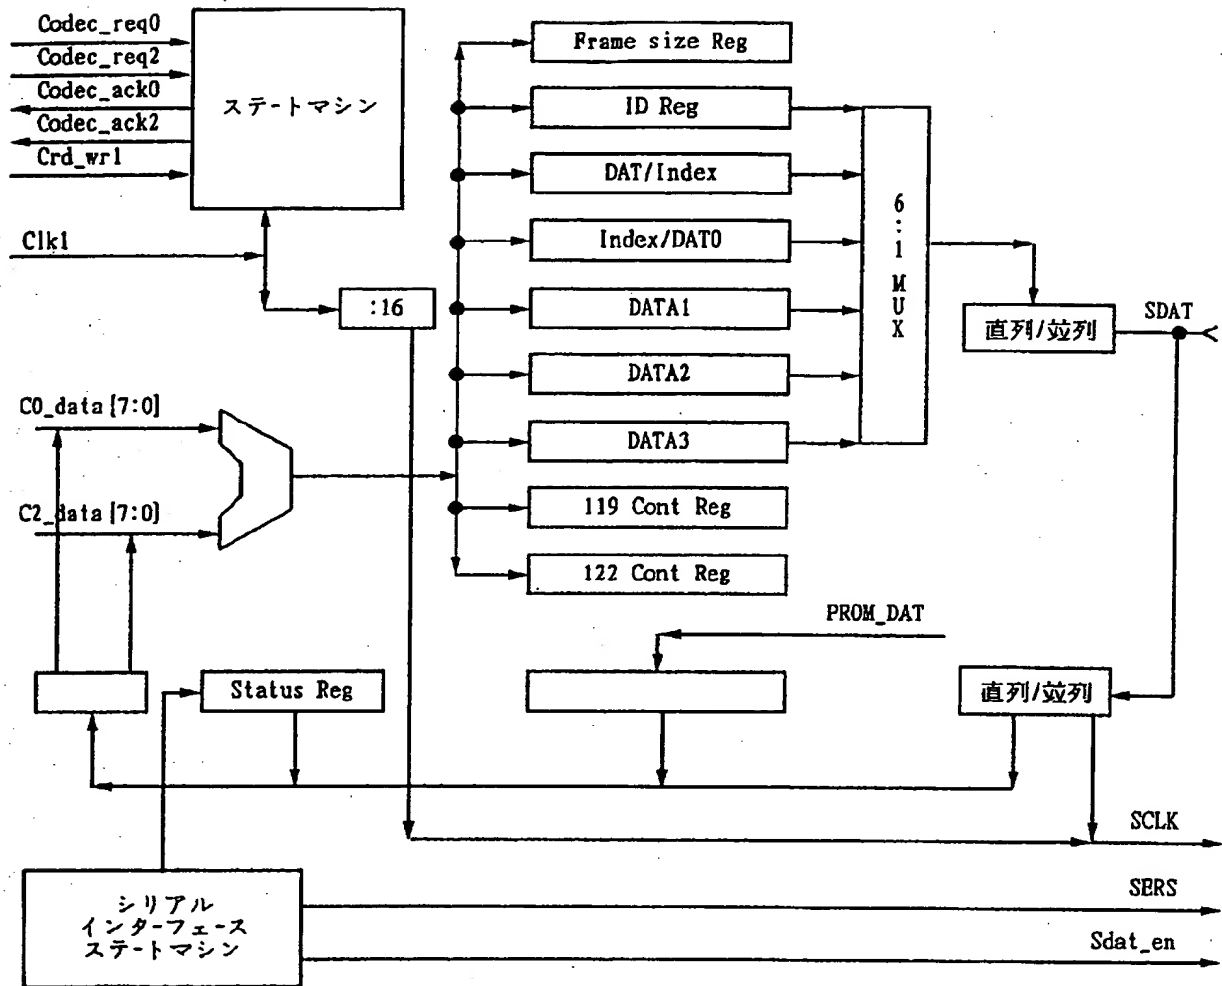 Codec_req0
Codec_req2
Codec_ack0
Codec_ack2
Crd_wr1
ステートマシン
Clk1
:16
Frame size Reg
ID Reg
DAT/Index
Index/DAT0
DATA1
DATA2
DATA3
119 Cont Reg
122 Cont Reg
6:1 MUX
直列/並列
SDAT
C0_data[7:0]
C2_data[7:0]
PROM_DAT
Status Reg
直列/並列
SCLK
シリアル
インターフェース
ステートマシン
SERS
Sdat_en